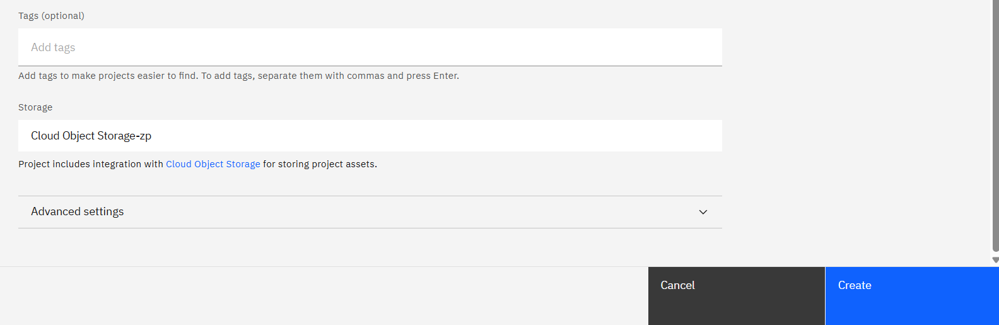 Tags (optional)
Add tags
Add tags to make projects easier to find. To add tags, separate them with commas and press Enter.
Storage
Cloud Object Storage-zp
Project includes integration with Cloud Object Storage for storing project assets.
Advanced settings
Cancel
Create